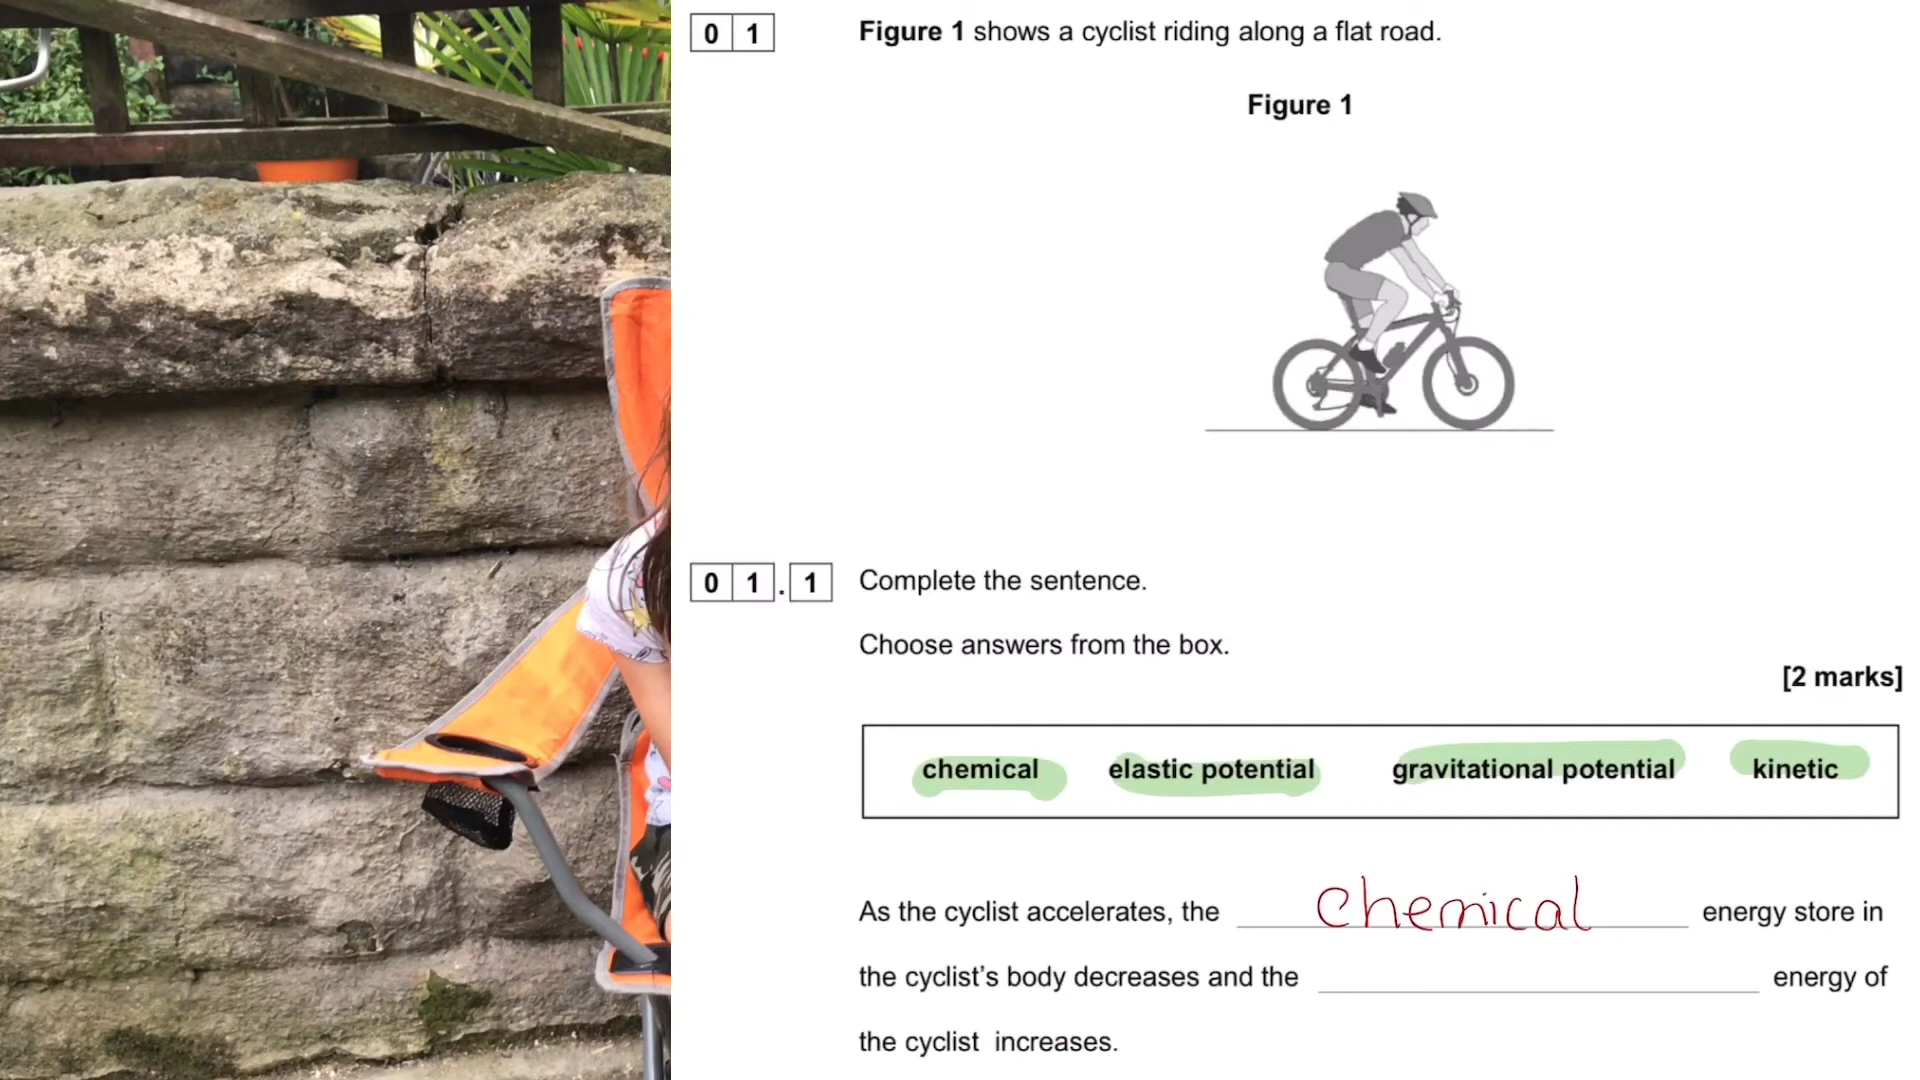 0 1 Figure 1 shows a cyclist riding along a flat road.
Figure 1
0 1 . 1 Complete the sentence.
Choose answers from the box.
[2 marks]
chemical elastic potential gravitational potential kinetic
As the cyclist accelerates, the chemical energy store in
the cyclist's body decreases and the energy of
the cyclist increases.